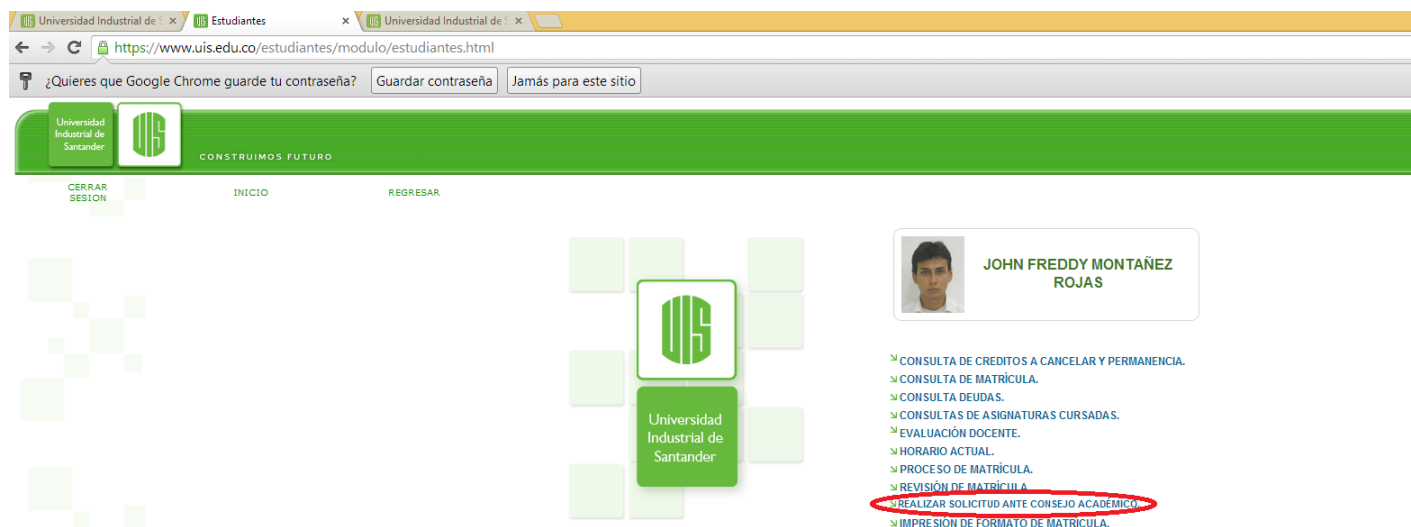 Universidad Industrial de S
Estudiantes
Universidad Industrial de S
https://www.uis.edu.co/estudiantes/modulo/estudiantes.html
¿Quieres que Google Chrome guarde tu contraseña? Guardar contraseña Jamás para este sitio
Universidad
Industrial de
Santander
UIS
CONSTRUIMOS FUTURO
CERRAR
SESION
INICIO
REGRESAR
JOHN FREDDY MONTAÑEZ
ROJAS
UIS
Universidad
Industrial de
Santander
CONSULTA DE CREDITOS A CANCELAR Y PERMANENCIA.
CONSULTA DE MATRÍCULA.
CONSULTA DEUDAS.
CONSULTAS DE ASIGNATURAS CURSADAS.
EVALUACIÓN DOCENTE.
HORARIO ACTUAL.
PROCESO DE MATRÍCULA.
REVISIÓN DE MATRÍCULA
REALIZAR SOLICITUD ANTE CONSEJO ACADÉMICO.
IMPRESIÓN DE FORMATO DE MATRÍCULA.